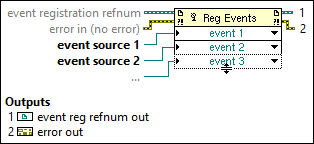 event registration refnum
error in (no error)
event source 1
event source 2
...
Reg Events
event 1
event 2
event 3
1
2
Outputs
1 event reg refnum out
2 error out